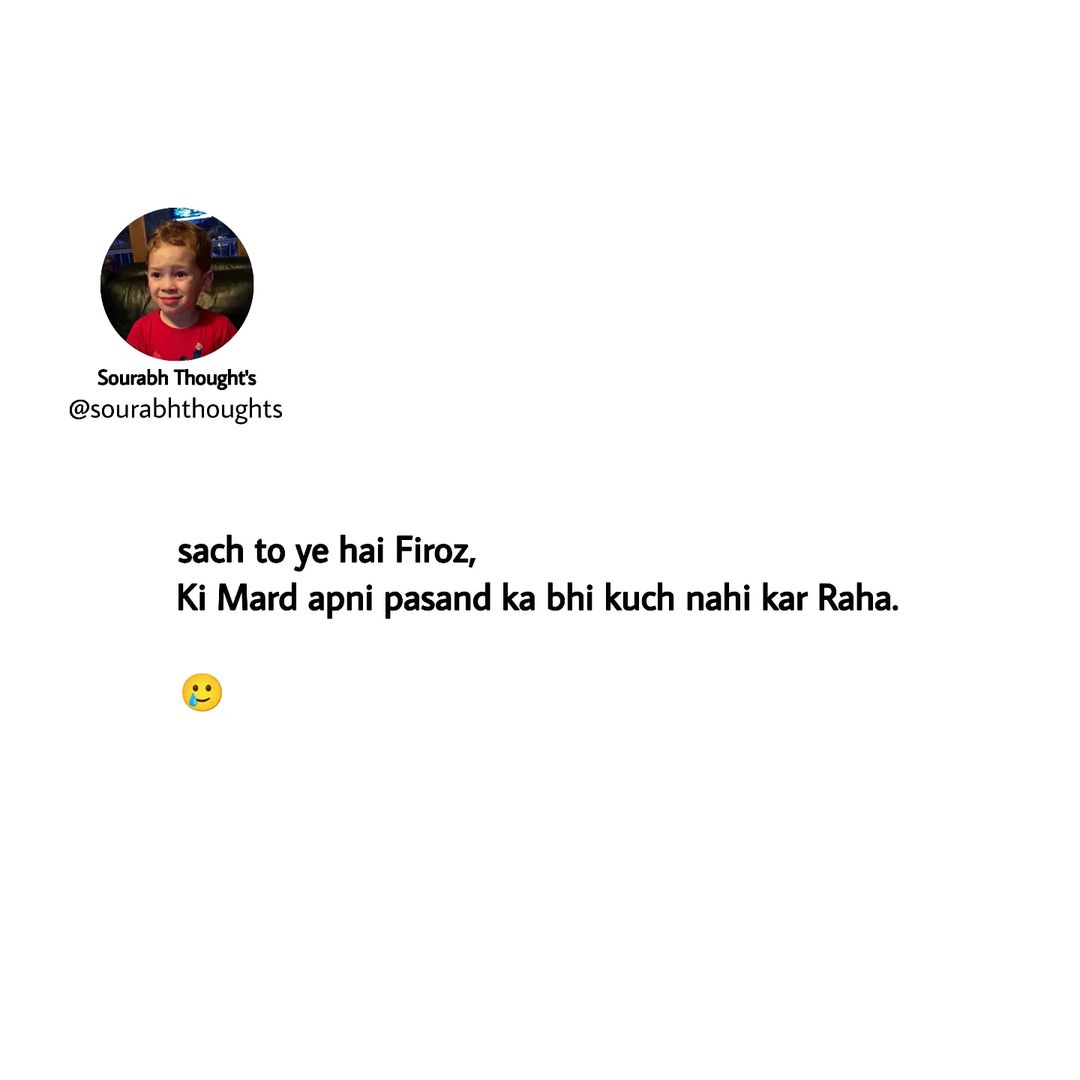 Sourabh Thought's
@sourabhthoughts
sach to ye hai Firoz,
Ki Mard apni pasand ka bhi kuch nahi kar Raha.
🥲